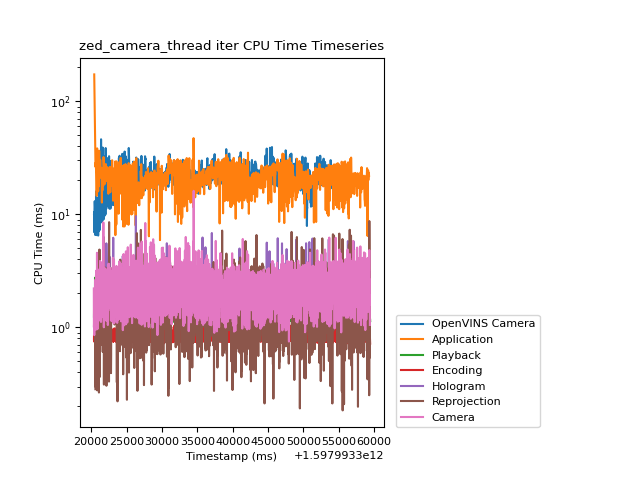 zed_camera_thread iter CPU Time Timeseries
CPU Time (ms)
10²
10¹
10⁰
20000 25000 30000 35000 40000 45000 50000 55000 60000
Timestamp (ms)
+1.5979933e12
OpenVINS Camera
Application
Playback
Encoding
Hologram
Reprojection
Camera